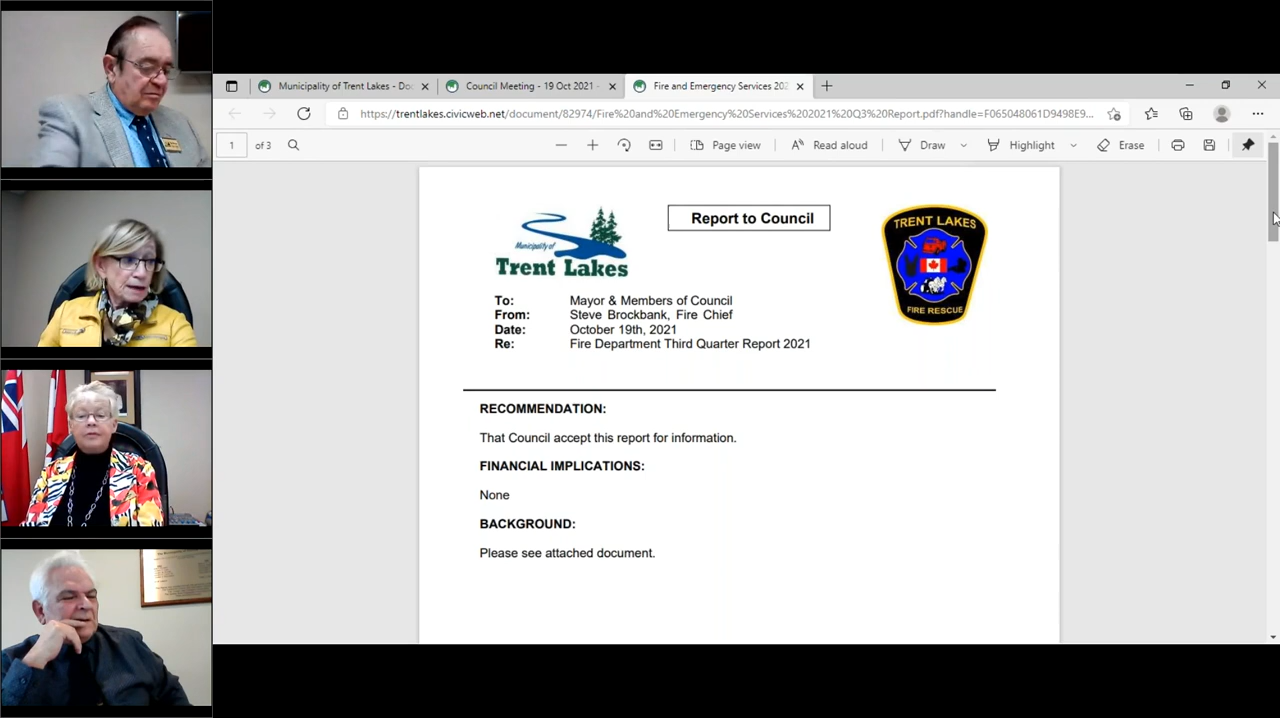 Municipality of Trent Lakes - Doc
Council Meeting - 19 Oct 2021 -
Fire and Emergency Services 202
https://trentlakes.civicweb.net/document/82974/Fire%20and%20Emergency%20Services%202021%20Q3%20Report.pdf?handle=F065048061D9498E9...
1 of 3
Page view
Read aloud
Draw
Highlight
Erase
Municipality of
Trent Lakes
Report to Council
TRENT LAKES
FIRE RESCUE
To: Mayor & Members of Council
From: Steve Brockbank, Fire Chief
Date: October 19th, 2021
Re: Fire Department Third Quarter Report 2021
RECOMMENDATION:
That Council accept this report for information.
FINANCIAL IMPLICATIONS:
None
BACKGROUND:
Please see attached document.